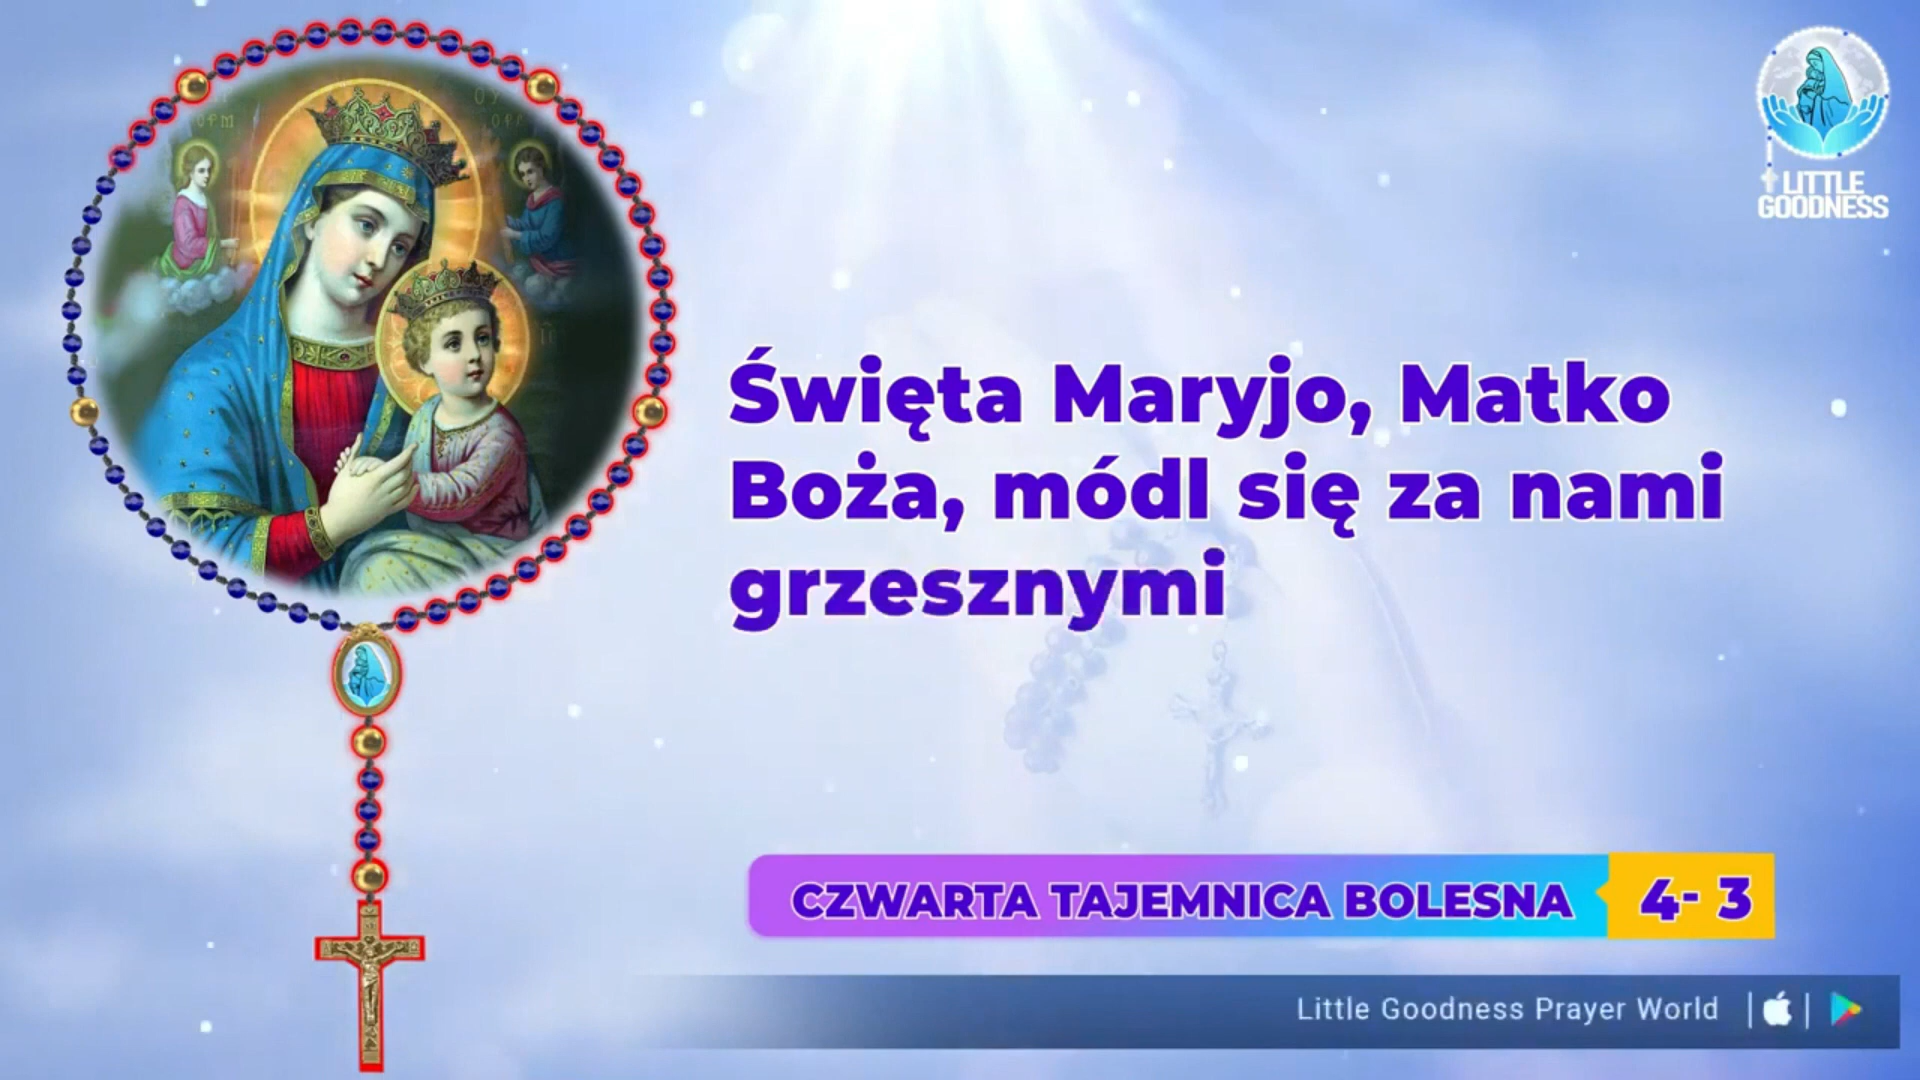 LITTLE
GOODNESS
Święta Maryjo, Matko
Boża, módl się za nami
grzesznymi
CZWARTA TAJEMNICA BOLESNA 4- 3
Little Goodness Prayer World